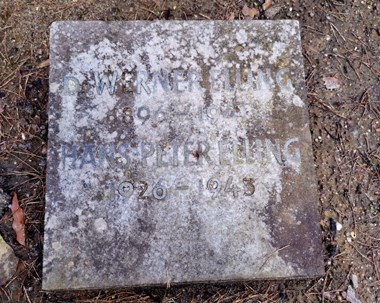 WERNER ELLING
HANS PETER ELLING
1926 - 1943